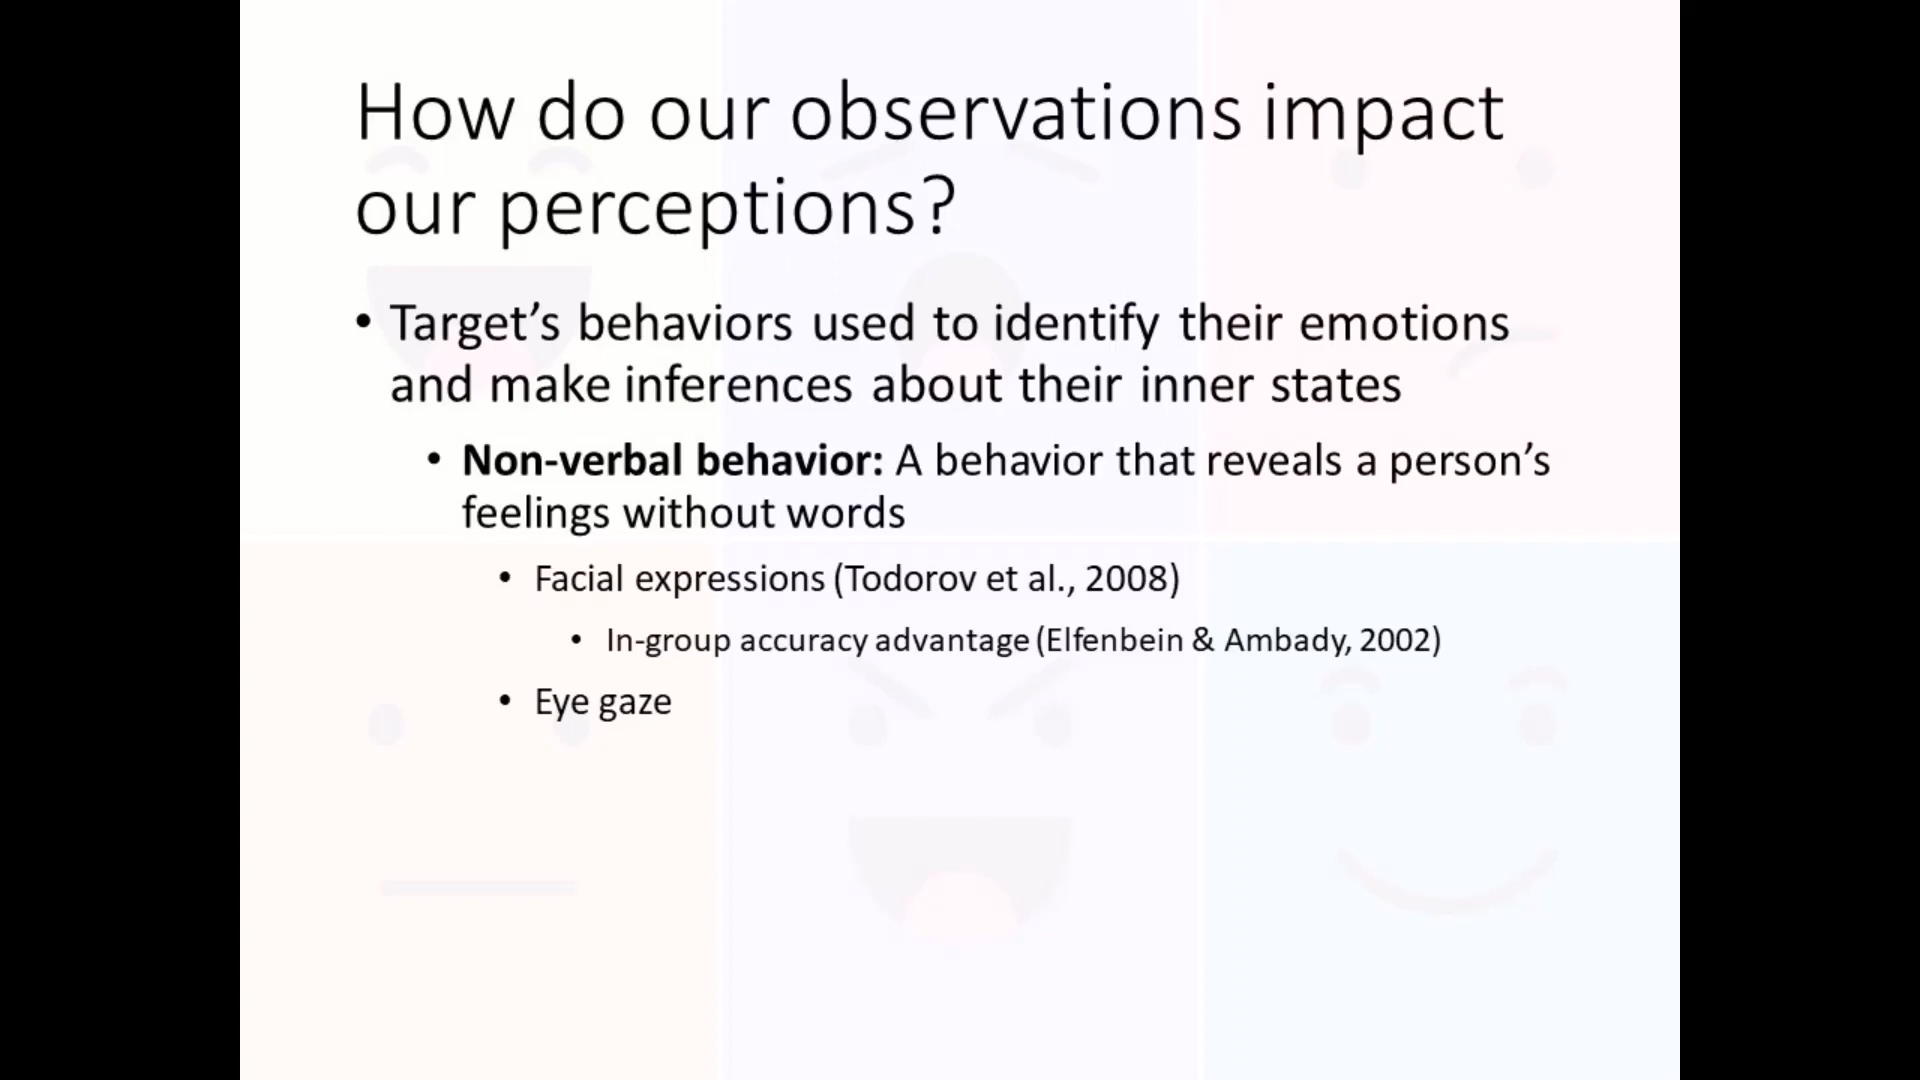 How do our observations impact
our perceptions?
• Target’s behaviors used to identify their emotions
and make inferences about their inner states
• Non-verbal behavior: A behavior that reveals a person’s
feelings without words
• Facial expressions (Todorov et al., 2008)
• In-group accuracy advantage (Elfenbein & Ambady, 2002)
• Eye gaze